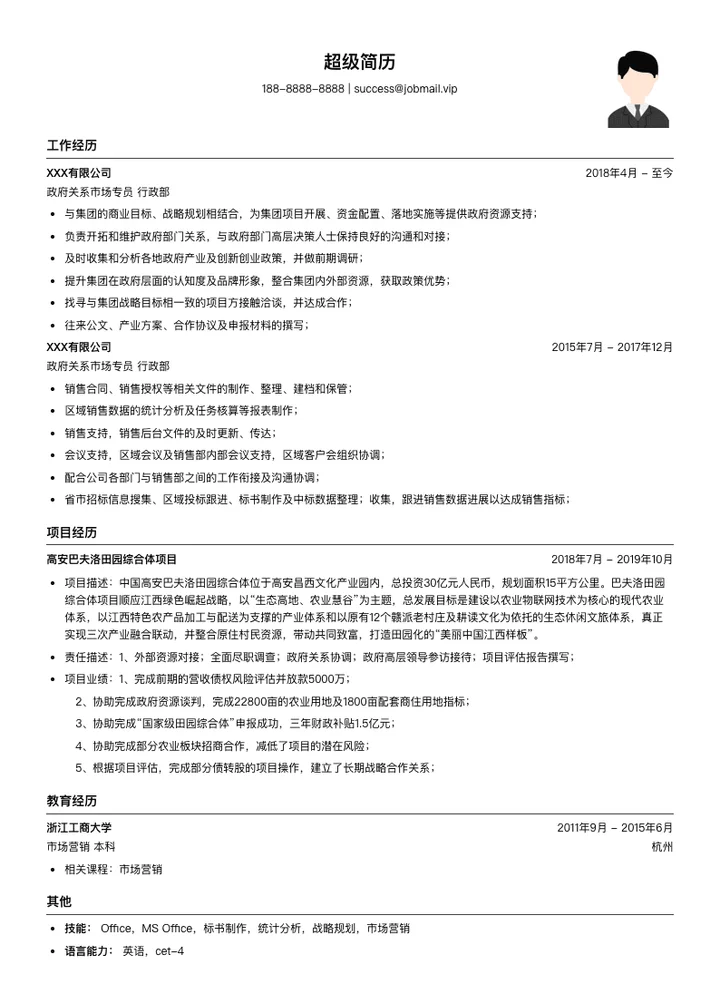 超级简历
188-8888-8888 | success@jobmail.vip
工作经历
XXX有限公司 2018年4月 – 至今
政府关系市场专员 行政部
• 与集团的商业目标、战略规划相结合，为集团项目开展、资金配置、落地实施等提供政府资源支持；
• 负责开拓和维护政府部门关系，与政府部门高层决策人士保持良好的沟通和对接；
• 及时收集和分析各地政府产业及创新创业政策，并做前期调研；
• 提升集团在政府层面的认知度及品牌形象，整合集团内外部资源，获取政策优势；
• 找寻与集团战略目标相一致的项目方接触洽谈，并达成合作；
• 往来公文、产业方案、合作协议及申报材料的撰写；
XXX有限公司 2015年7月 – 2017年12月
政府关系市场专员 行政部
• 销售合同、销售授权等相关文件的制作、整理、建档和保管；
• 区域销售数据的统计分析及任务核算等报表制作；
• 销售支持，销售后台文件的及时更新、传达；
• 会议支持，区域会议及销售部内部会议支持，区域客户会组织协调；
• 配合公司各部门与销售部之间的工作衔接及沟通协调；
• 省市招标信息搜集、区域投标跟进、标书制作及中标数据整理；收集，跟进销售数据进展以达成销售指标；
项目经历
高安巴夫洛田园综合体项目 2018年7月 – 2019年10月
• 项目描述：中国高安巴夫洛田园综合体位于高安昌西文化产业园内，总投资30亿元人民币，规划面积15平方公里。巴夫洛田园
综合体项目顺应江西绿色崛起战略，以“生态高地、农业慧谷”为主题，总发展目标是建设以农业物联网技术为核心的现代农业
体系，以江西特色农产品加工与配送为支撑的产业体系和以原有12个赣派老村庄及耕读文化为依托的生态休闲文旅体系，真正
实现三次产业融合联动，并整合原住村民资源，带动共同致富，打造田园化的“美丽中国江西样板”。
• 责任描述：1、外部资源对接；全面尽职调查；政府关系协调；政府高层领导参访接待；项目评估报告撰写；
• 项目业绩：1、完成前期的营收债权风险评估并放款5000万；
2、协助完成政府资源谈判，完成22800亩的农业用地及1800亩配套商住用地指标；
3、协助完成“国家级田园综合体”申报成功，三年财政补贴1.5亿元；
4、协助完成部分农业板块招商合作，减低了项目的潜在风险；
5、根据项目评估，完成部分债转股的项目操作，建立了长期战略合作关系；
教育经历
浙江工商大学 2011年9月 – 2015年6月
市场营销 本科 杭州
• 相关课程：市场营销
其他
• 技能： Office，MS Office，标书制作，统计分析，战略规划，市场营销
• 语言能力： 英语，cet-4